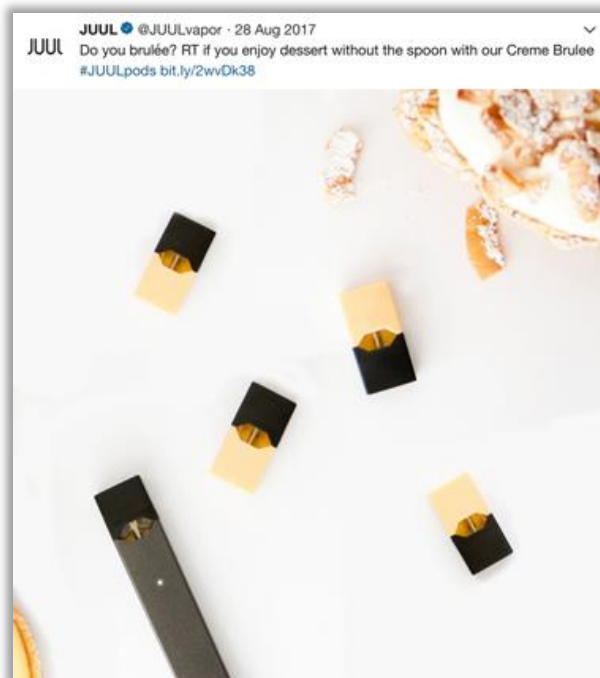 JUUL @JUULvapor · 28 Aug 2017
JUUL
Do you brulée? RT if you enjoy dessert without the spoon with our Creme Brulee
#JUULpods bit.ly/2wvDk38